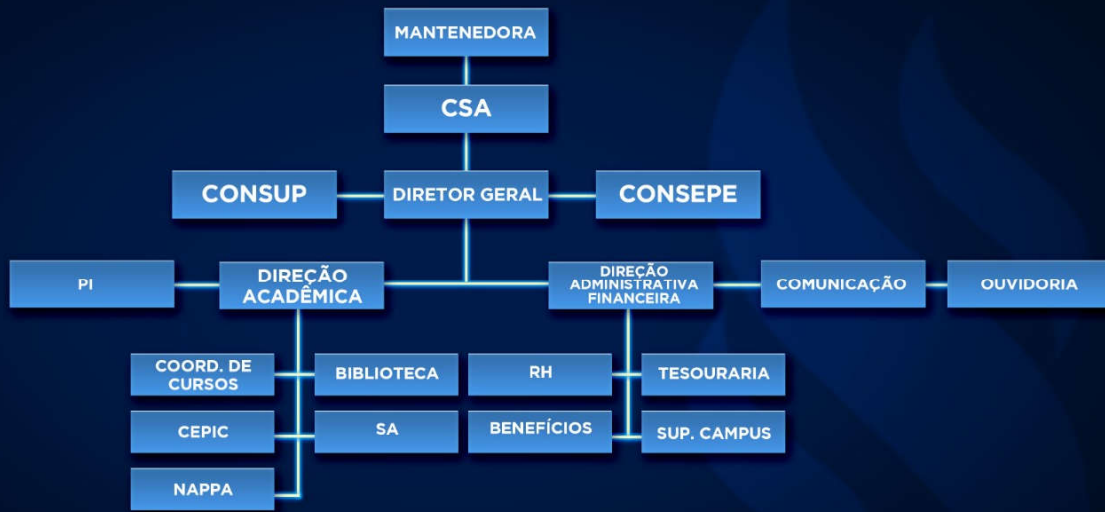 MANTENEDORA
CSA
CONSUP
DIRETOR GERAL
CONSEPE
PI
DIREÇÃO
ACADÊMICA
DIREÇÃO
ADMINISTRATIVA
FINANCEIRA
COMUNICAÇÃO
OUVIDORIA
COORD. DE
CURSOS
BIBLIOTECA
RH
TESOURARIA
CEPIC
SA
BENEFÍCIOS
SUP. CAMPUS
NAPPA